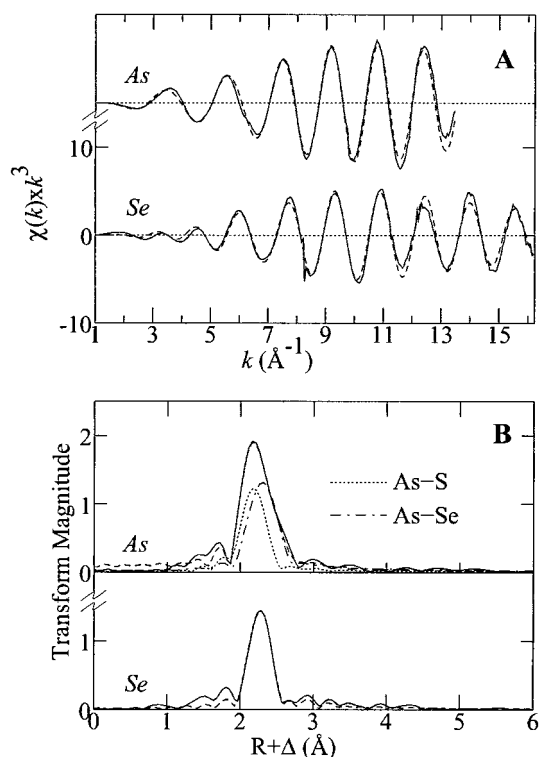 A
As
10
χ(k)xk³
Se
0
-10
1 3 5 7 9 11 13 15
k (Å⁻¹)
B
2
Transform Magnitude
As−S
As−Se
1
As
0
1
Se
0
0 1 2 3 4 5 6
R+Δ (Å)